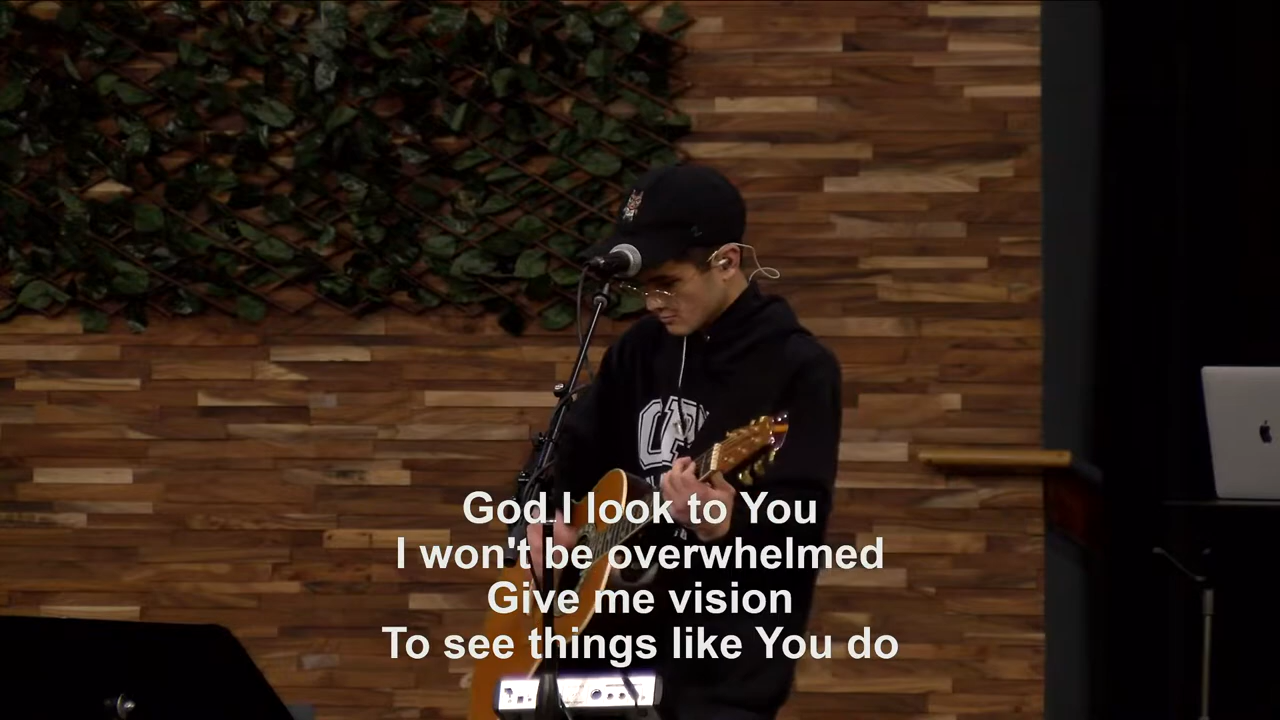 God I look to You
I won't be overwhelmed
Give me vision
To see things like You do